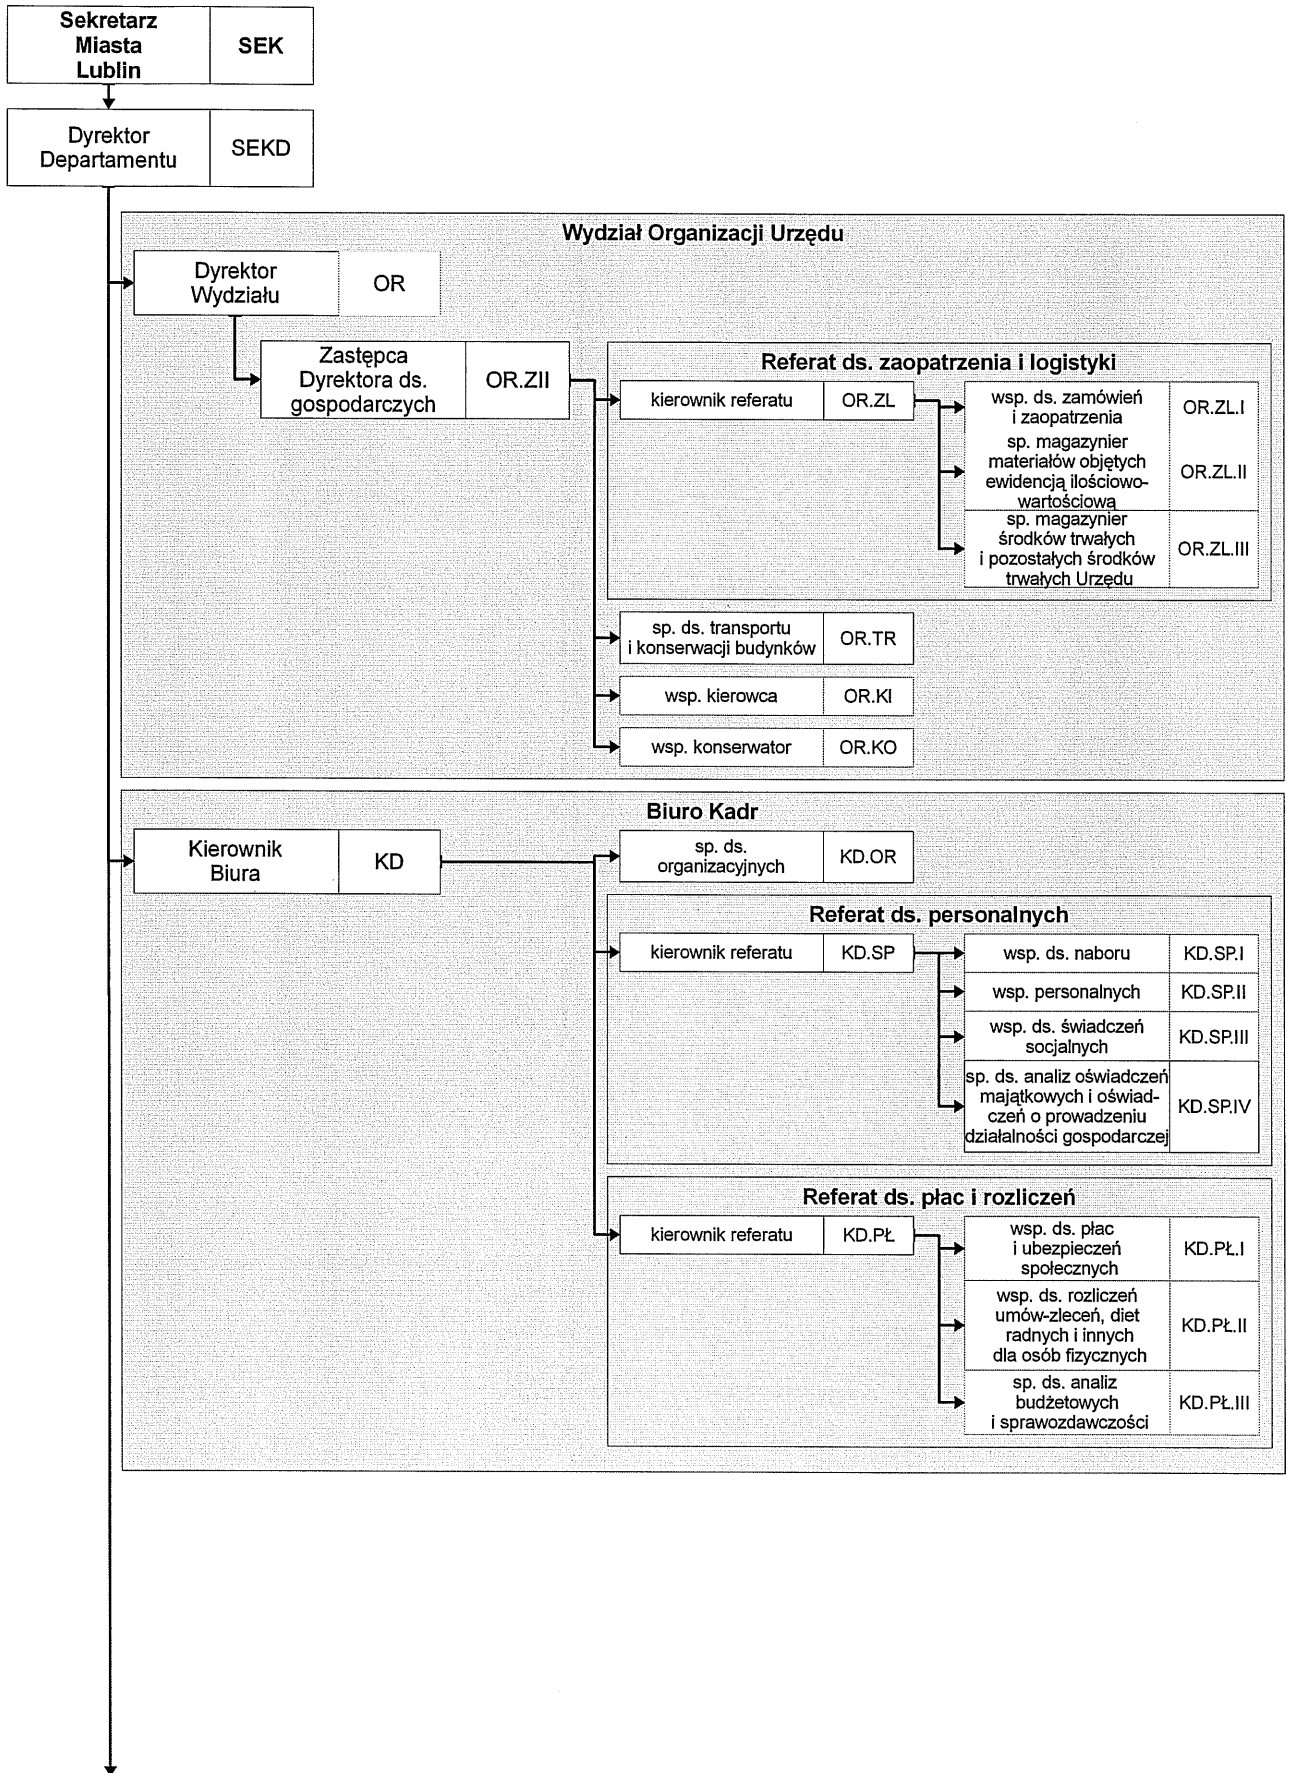 Sekretarz
Miasta
Lublin
SEK
Dyrektor
Departamentu
SEKD
Wydział Organizacji Urzędu
Dyrektor
Wydziału
OR
Zastępca
Dyrektora ds.
gospodarczych
OR.ZII
Referat ds. zaopatrzenia i logistyki
kierownik referatu
OR.ZL
wsp. ds. zamówień
i zaopatrzenia
OR.ZL.I
sp. magazynier
materiałów objętych
ewidencją ilościowo-
wartościową
OR.ZL.II
sp. magazynier
środków trwałych
i pozostałych środków
trwałych Urzędu
OR.ZL.III
sp. ds. transportu
i konserwacji budynków
OR.TR
wsp. kierowca
OR.KI
wsp. konserwator
OR.KO
Biuro Kadr
Kierownik
Biura
KD
sp. ds.
organizacyjnych
KD.OR
Referat ds. personalnych
kierownik referatu
KD.SP
wsp. ds. naboru
KD.SP.I
wsp. personalnych
KD.SP.II
wsp. ds. świadczeń
socjalnych
KD.SP.III
sp. ds. analiz oświadczeń
majątkowych i oświad-
czeń o prowadzeniu
działalności gospodarczej
KD.SP.IV
Referat ds. płac i rozliczeń
kierownik referatu
KD.PŁ
wsp. ds. płac
i ubezpieczeń
społecznych
KD.PŁ.I
wsp. ds. rozliczeń
umów-zleceń, diet
radnych i innych
dla osób fizycznych
KD.PŁ.II
sp. ds. analiz
budżetowych
i sprawozdawczości
KD.PŁ.III